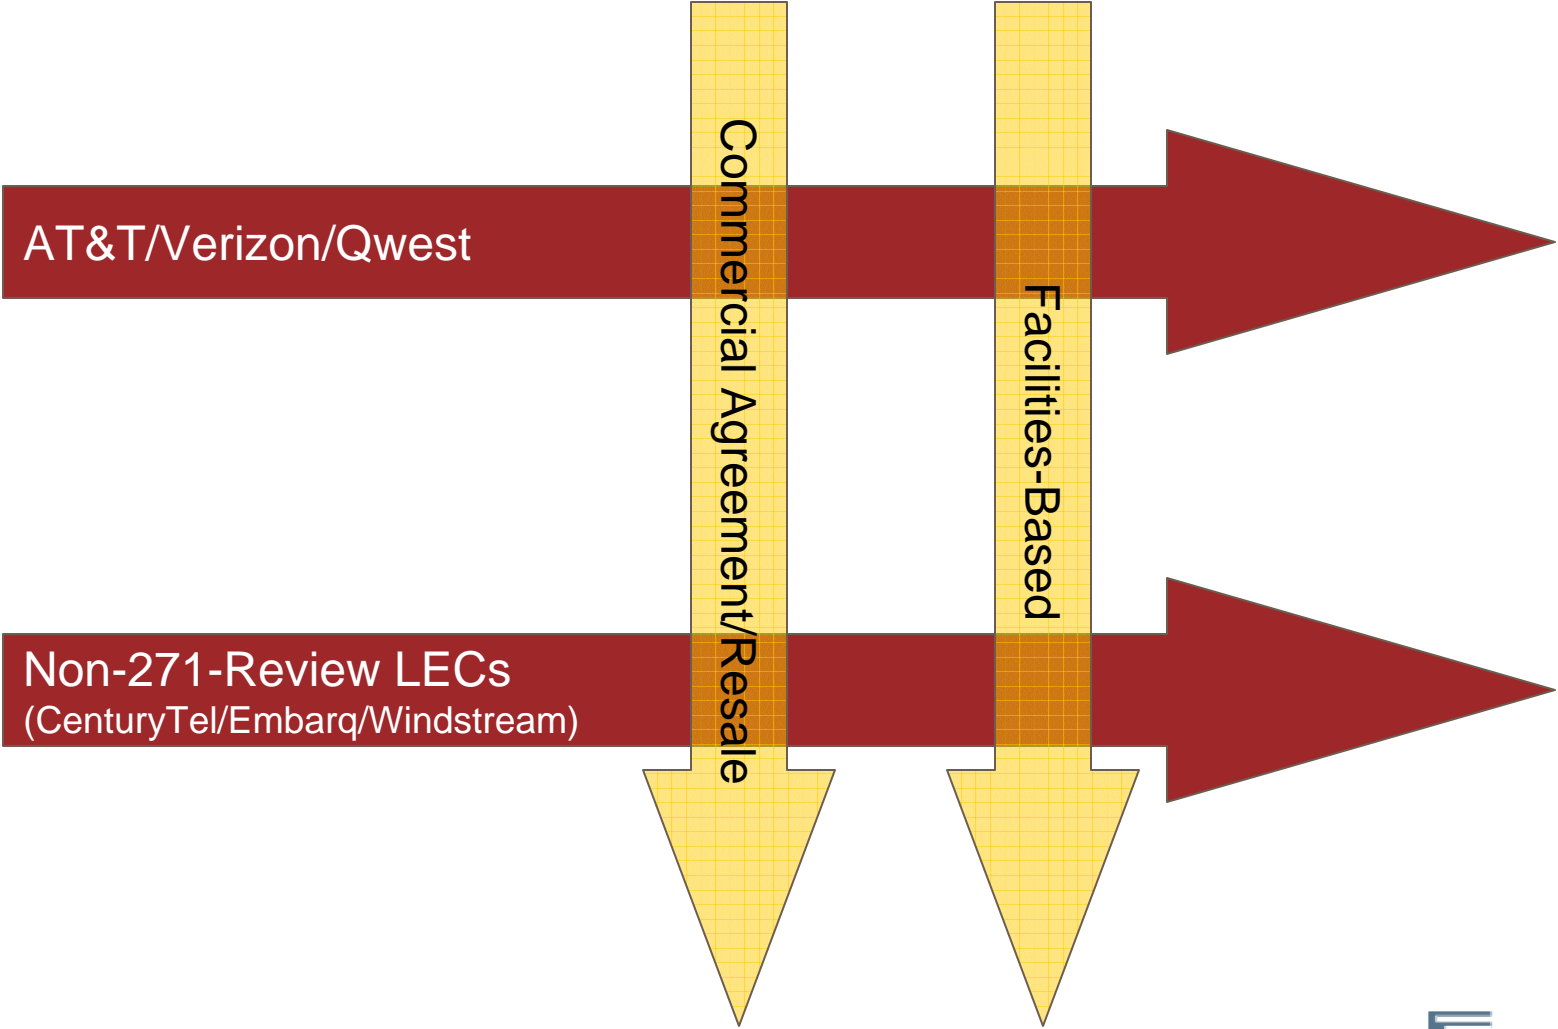 Commercial Agreement/Resale
Facilities-Based
AT&T/Verizon/Qwest
Non-271-Review LECs
(CenturyTel/Embarq/Windstream)